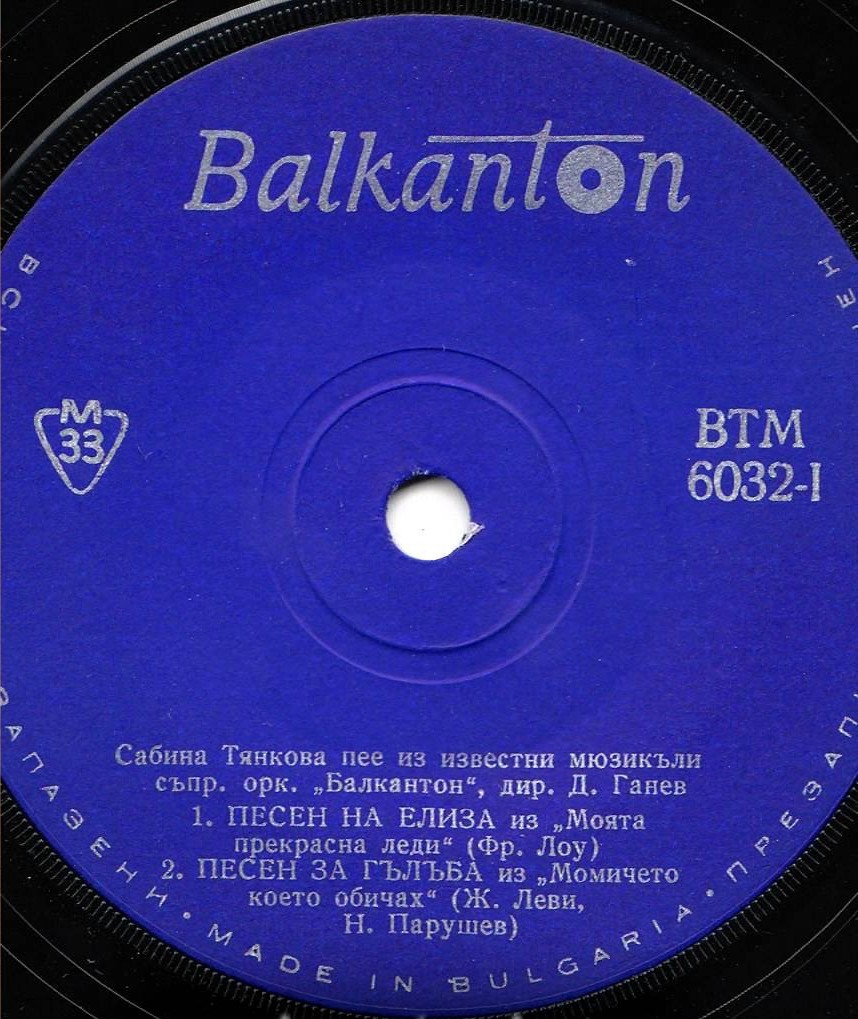 Balkanton
M
33
ВТМ
6032-I
Сабина Тянкова пее из известни мюзикъли
съпр. орк. „Балкантон“, дир. Д. Ганев
1. ПЕСЕН НА ЕЛИЗА из „Моята
прекрасна леди“ (Фр. Лоу)
2. ПЕСЕН ЗА ГЪЛЪБА из „Момичето
което обичах“ (Ж. Леви,
Н. Парушев)
MADE IN BULGARIA